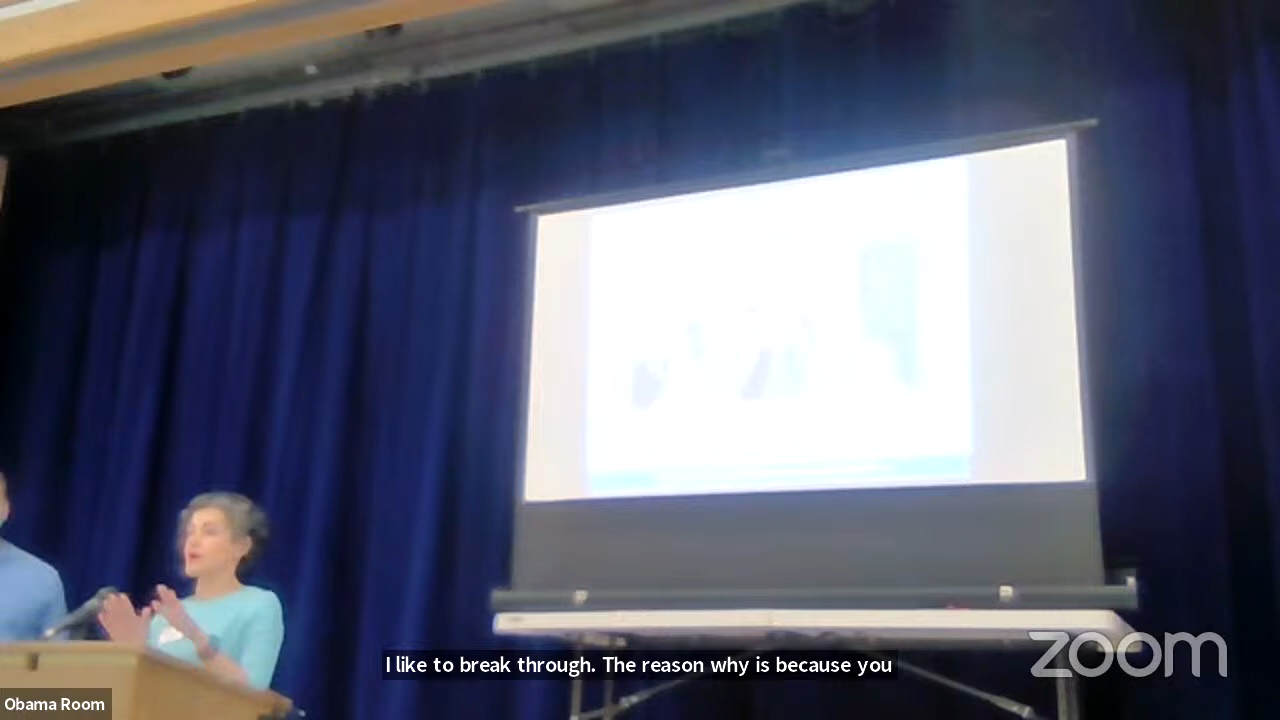 I like to break through. The reason why is because you
zoom
Obama Room